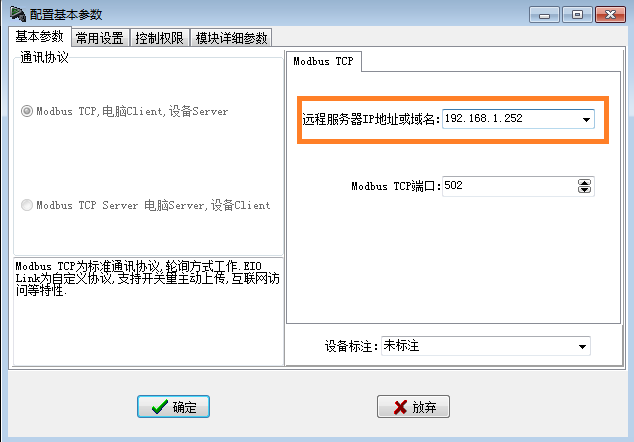 配置基本参数
基本参数 常用设置 控制权限 模块详细参数
通讯协议
Modbus TCP,电脑Client,设备Server
Modbus TCP Server 电脑Server,设备Client
Modbus TCP为标准通讯协议,轮询方式工作.EIO
Link为自定义协议,支持开关量主动上传,互联网访
问等特性.
Modbus TCP
远程服务器IP地址或域名:192.168.1.252
Modbus TCP端口:502
设备标注:未标注
确定
放弃